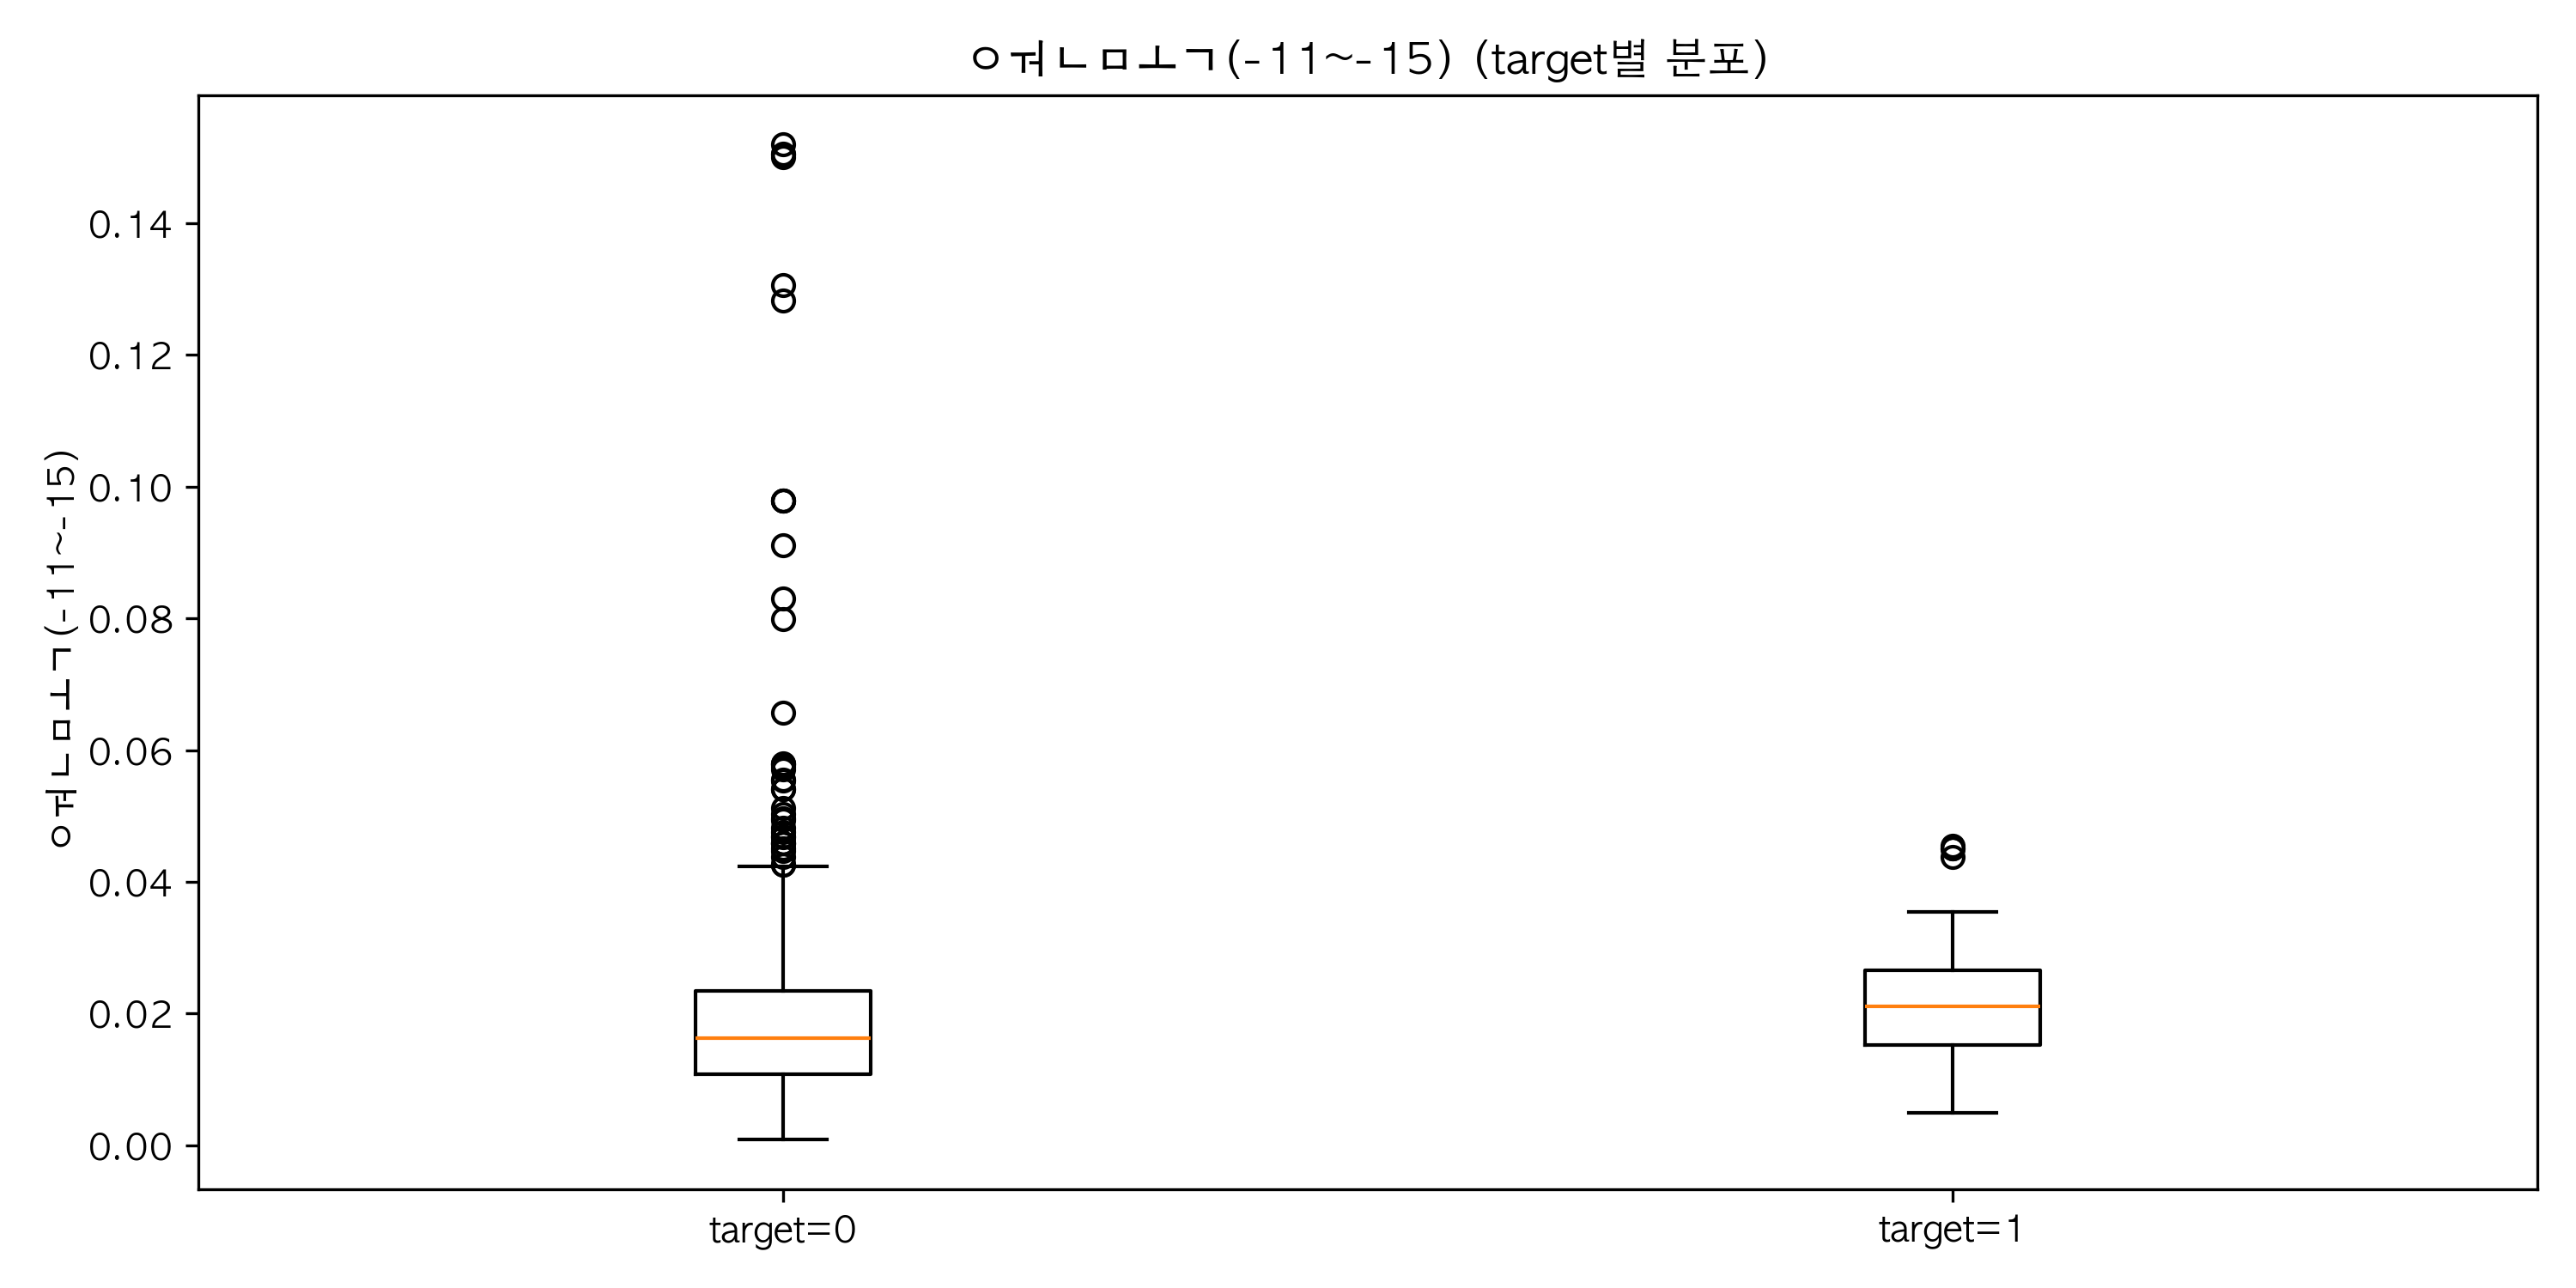 ㅇㅝㄴㅁㅗㄱ(-11~-15) (target별 분포)
ㅇㅝㄴㅁㅗㄱ(-11~-15)
0.14
0.12
0.10
0.08
0.06
0.04
0.02
0.00
target=0
target=1